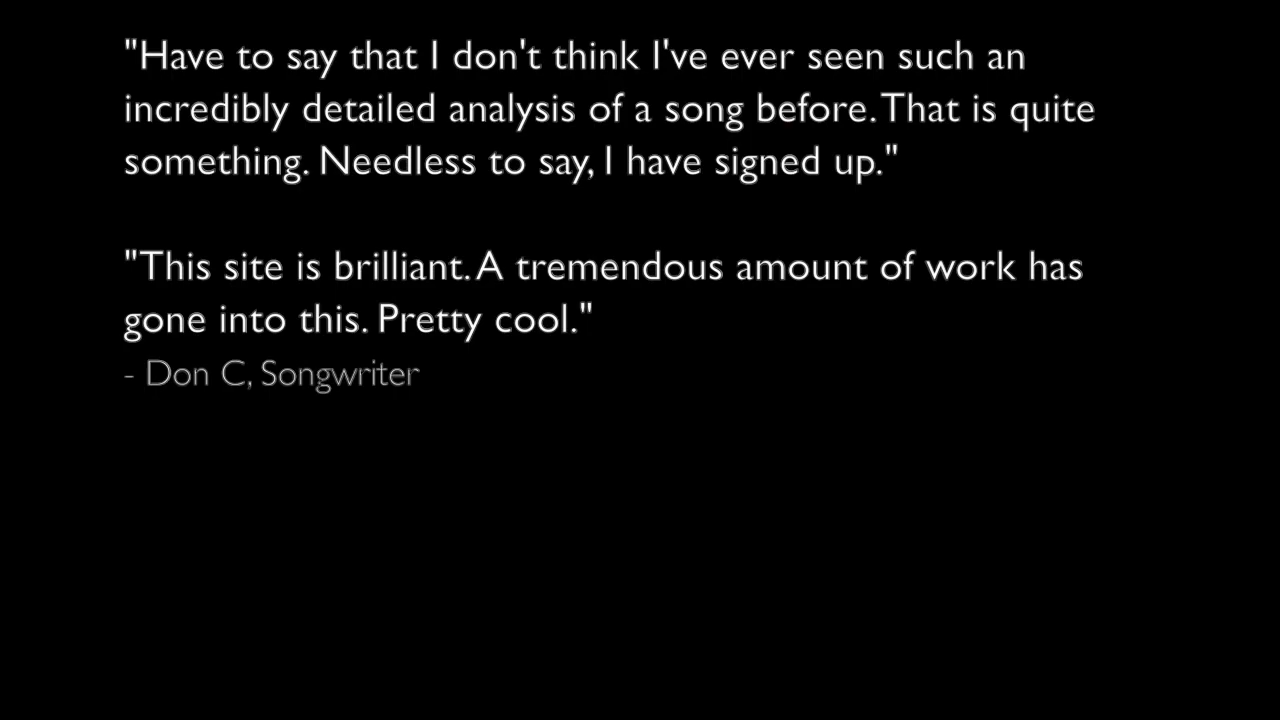 "Have to say that I don't think I've ever seen such an
incredibly detailed analysis of a song before. That is quite
something. Needless to say, I have signed up."
"This site is brilliant. A tremendous amount of work has
gone into this. Pretty cool."
- Don C, Songwriter